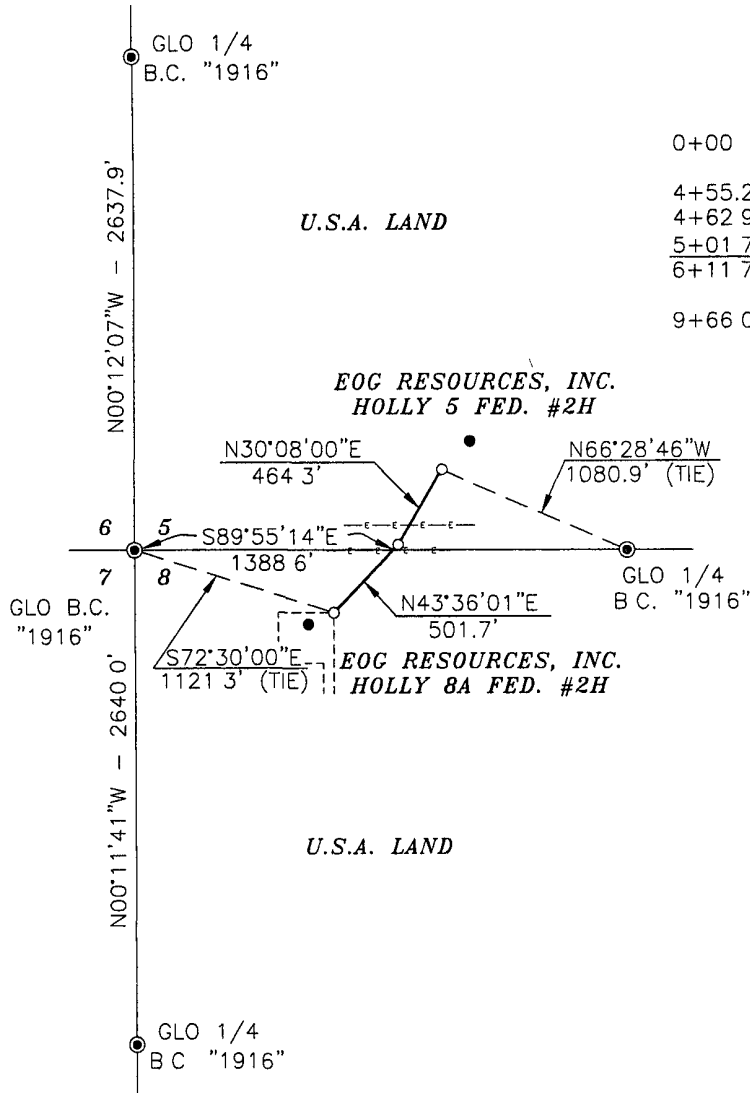 GLO 1/4
B.C. "1916"
0+00
4+55.2
4+62 9
5+01 7
6+11 7
9+66 0
N00°12'07"W – 2637.9'
U.S.A. LAND
EOG RESOURCES, INC.
HOLLY 5 FED. #2H
N30°08'00"E
464 3'
N66°28'46"W
1080.9' (TIE)
6 5
S89°55'14"E
1388 6'
7 8
GLO B.C.
"1916"
GLO 1/4
B C. "1916"
N43°36'01"E
501.7'
S72°30'00"E
1121 3' (TIE)
EOG RESOURCES, INC.
HOLLY 8A FED. #2H
N00°11'41"W – 2640 0'
U.S.A. LAND
GLO 1/4
B C "1916"